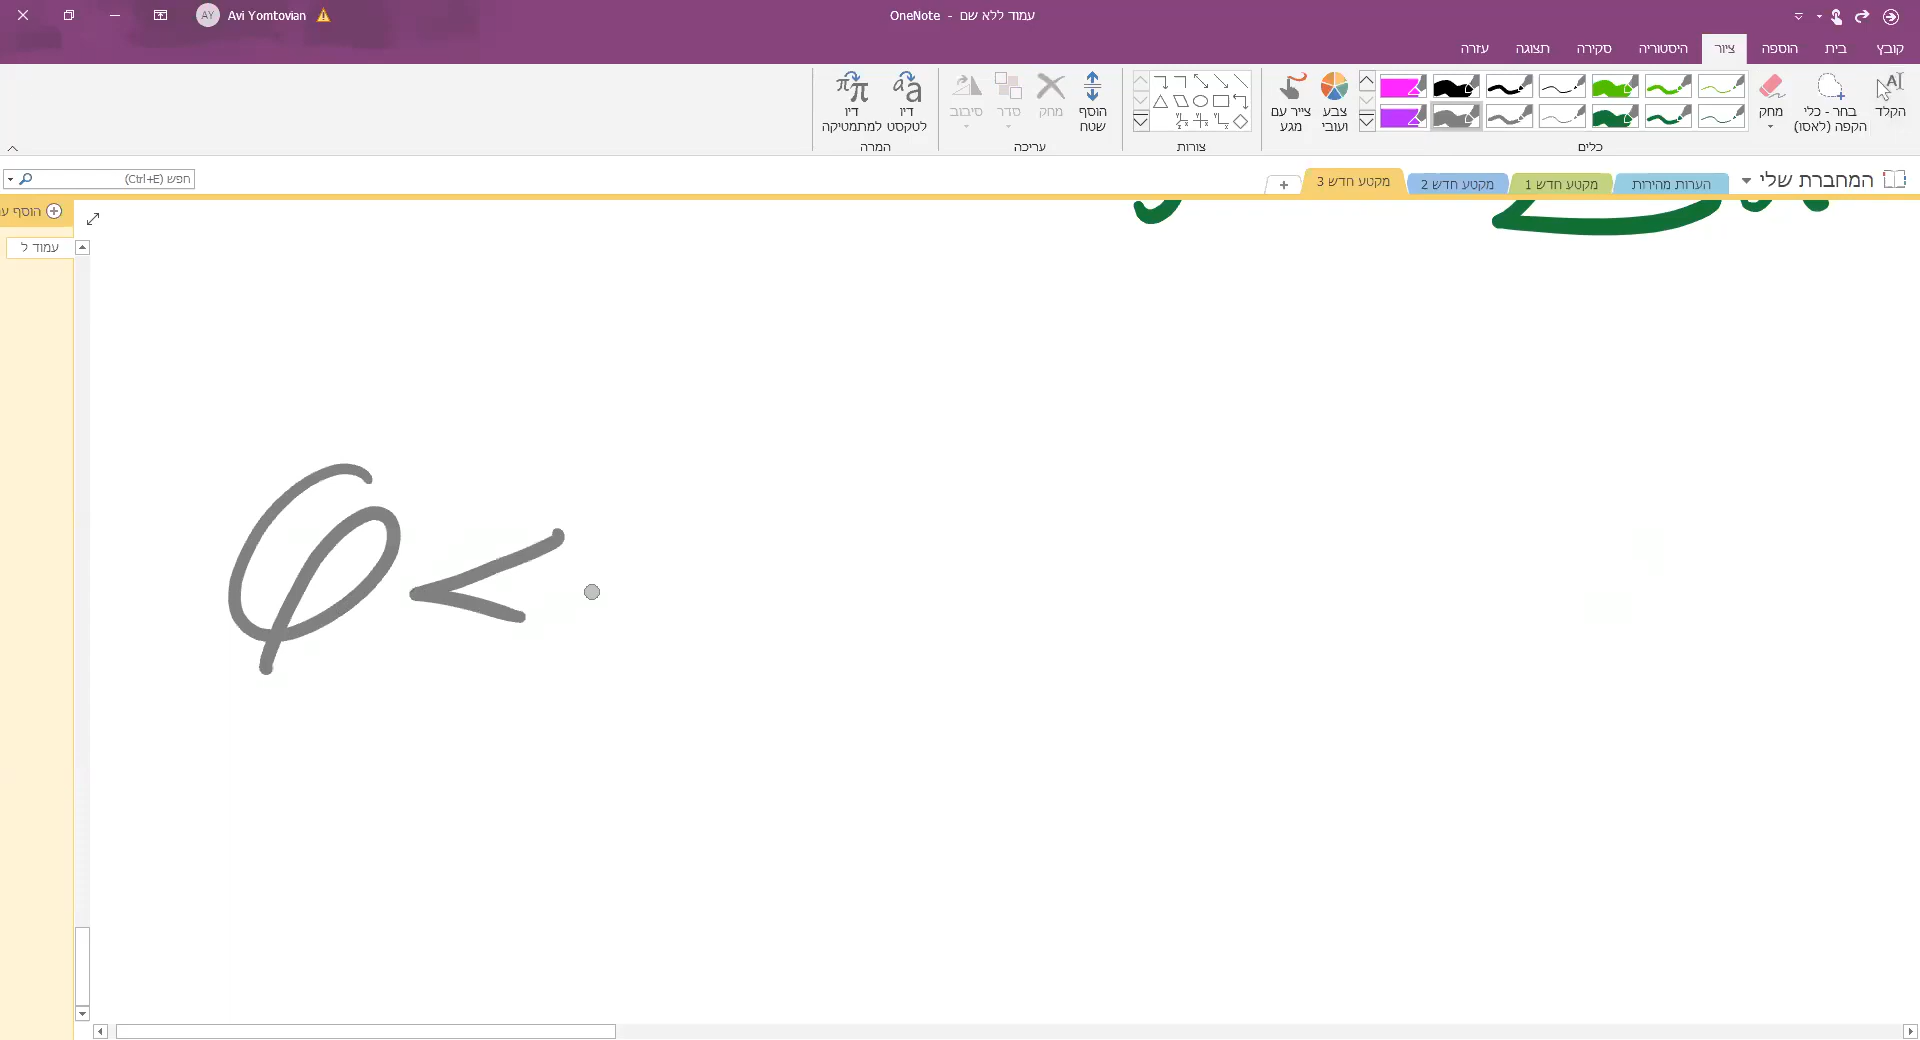 Avi Yomtovian
AY
עמוד ללא שם - OneNote
קובץ
בית
הוספה
ציור
היסטוריה
סקירה
תצוגה
עזרה
הקלד
בחר - כלי הקפה (לאסו)
מחק
כלים
צבע ועובי
צייר עם מגע
צורות
הוסף שטח
מחק
סדר
סיבוב
עריכה
דיו לטקסט
דיו למתמטיקה
המרה
המחברת שלי
הערות מהירות
מקטע חדש 1
מקטע חדש 2
מקטע חדש 3
+
חפש (Ctrl+E)
הוסף
עמוד ל
φ <